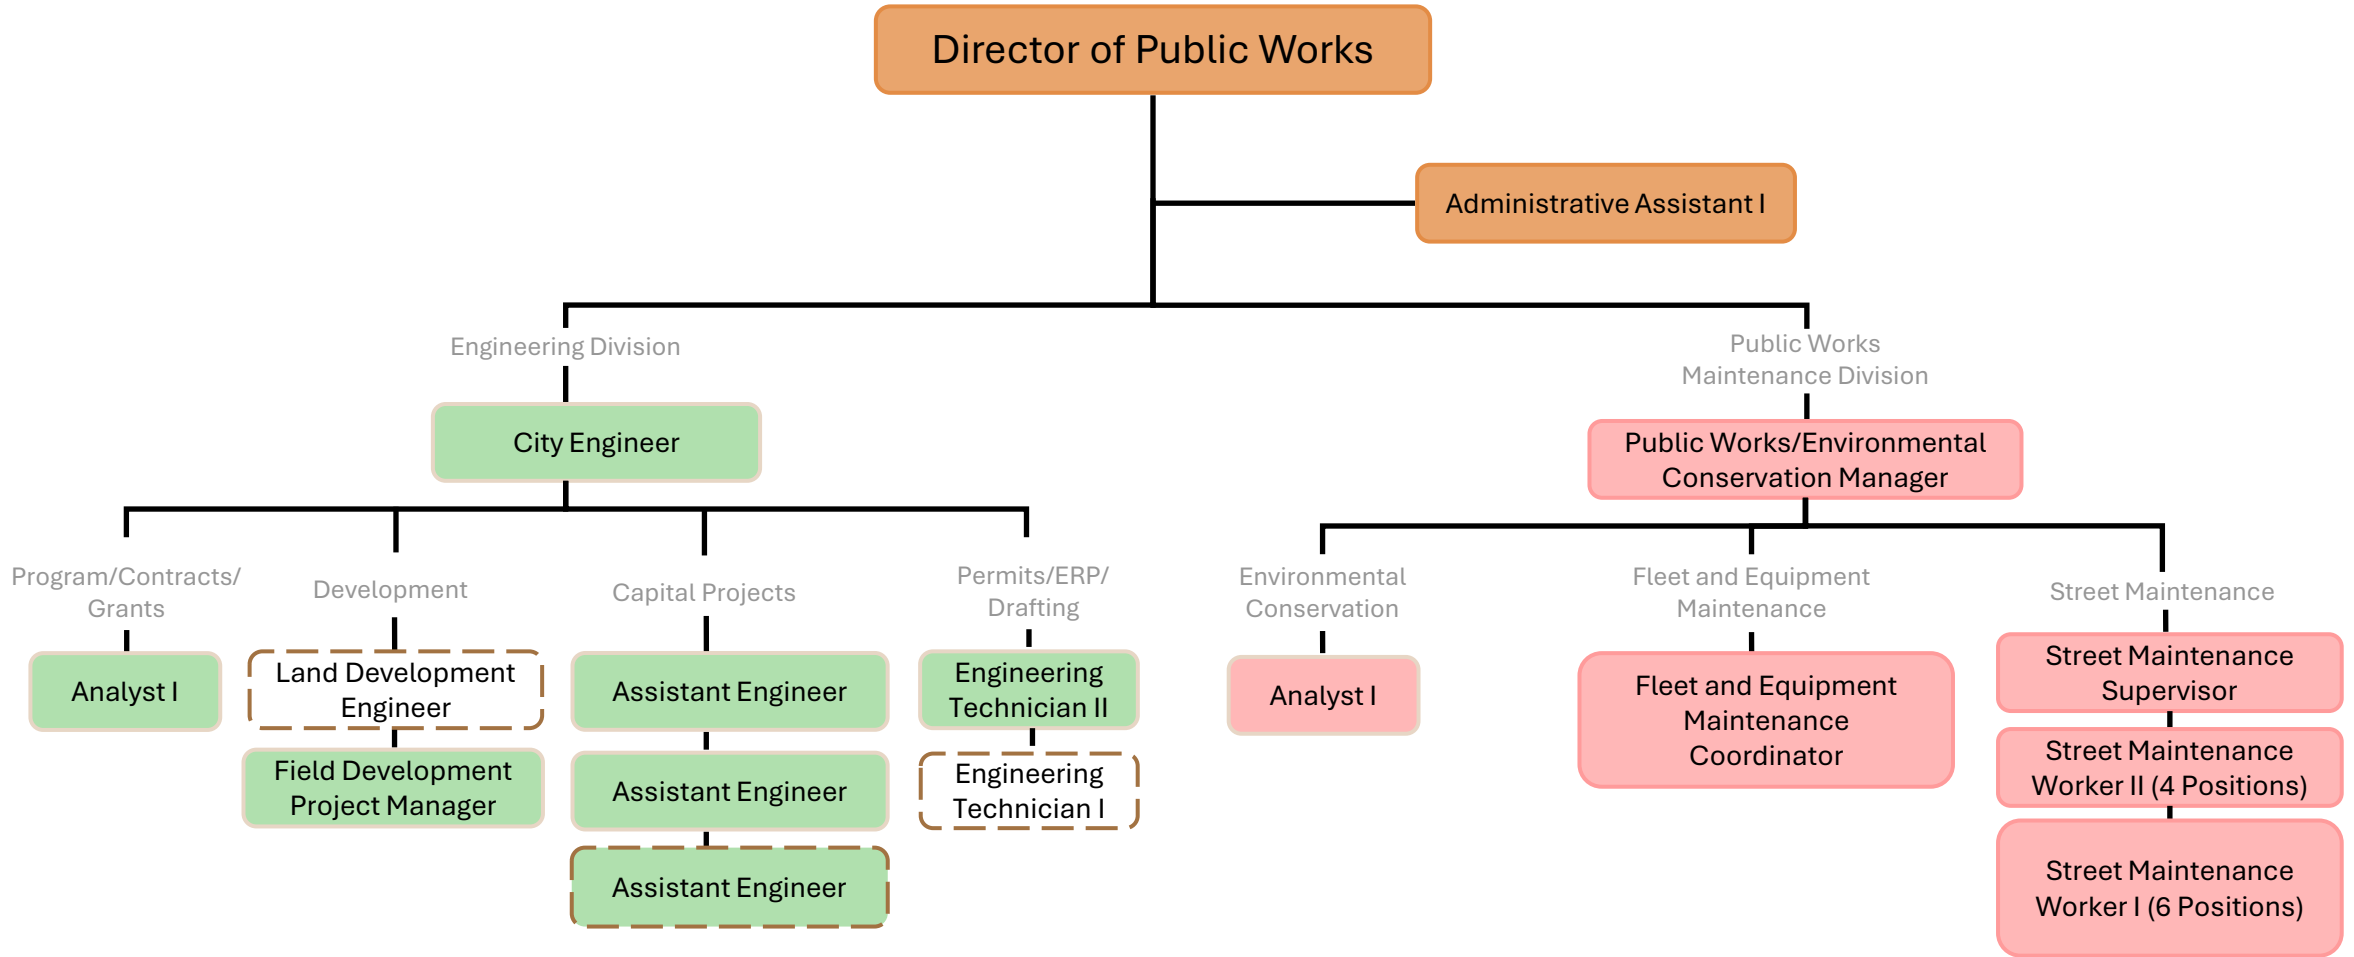 Director of Public Works
Administrative Assistant I
Engineering Division
City Engineer
Program/Contracts/
Grants
Analyst I
Development
Land Development
Engineer
Field Development
Project Manager
Capital Projects
Assistant Engineer
Assistant Engineer
Assistant Engineer
Permits/ERP/
Drafting
Engineering
Technician II
Engineering
Technician I
Public Works
Maintenance Division
Public Works/Environmental
Conservation Manager
Environmental
Conservation
Analyst I
Fleet and Equipment
Maintenance
Fleet and Equipment
Maintenance
Coordinator
Street Maintenance
Street Maintenance
Supervisor
Street Maintenance
Worker II (4 Positions)
Street Maintenance
Worker I (6 Positions)